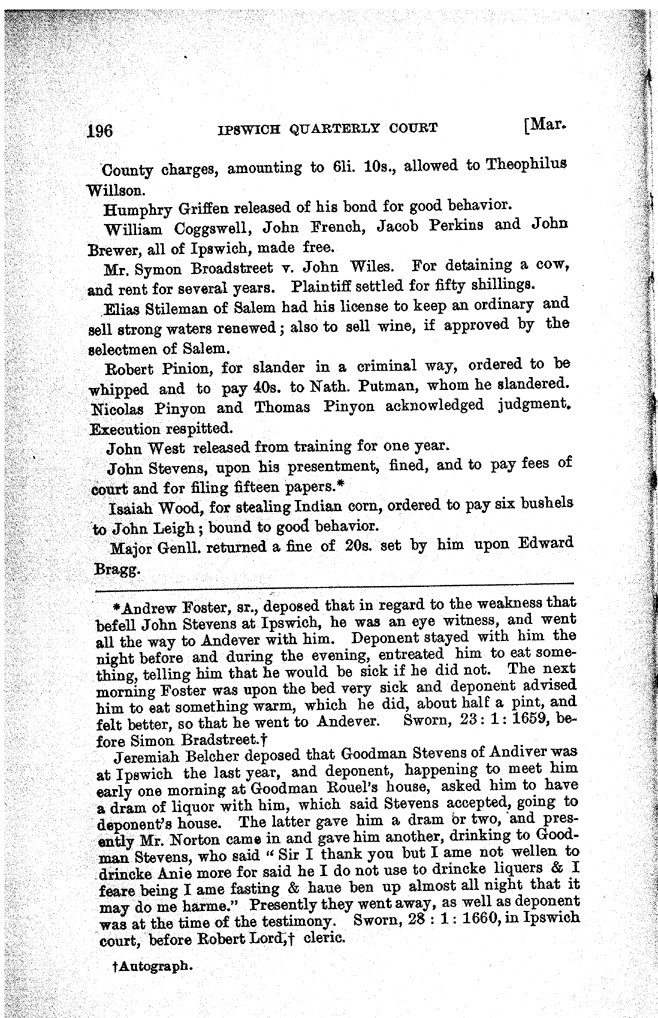 196 IPSWICH QUARTERLY COURT [Mar.
County charges, amounting to 6li. 10s., allowed to Theophilus
Willson.
Humphry Griffen released of his bond for good behavior.
William Coggswell, John French, Jacob Perkins and John
Brewer, all of Ipswich, made free.
Mr. Symon Broadstreet v. John Wiles. For detaining a cow,
and rent for several years. Plaintiff settled for fifty shillings.
Elias Stileman of Salem had his license to keep an ordinary and
sell strong waters renewed; also to sell wine, if approved by the
selectmen of Salem.
Robert Pinion, for slander in a criminal way, ordered to be
whipped and to pay 40s. to Nath. Putman, whom he slandered.
Nicolas Pinyon and Thomas Pinyon acknowledged judgment.
Execution respitted.
John West released from training for one year.
John Stevens, upon his presentment, fined, and to pay fees of
court and for filing fifteen papers.*
Isaiah Wood, for stealing Indian corn, ordered to pay six bushels
to John Leigh; bound to good behavior.
Major Genll. returned a fine of 20s. set by him upon Edward
Bragg.
*Andrew Foster, sr., deposed that in regard to the weakness that
befell John Stevens at Ipswich, he was an eye witness, and went
all the way to Andever with him. Deponent stayed with him the
night before and during the evening, entreated him to eat some-
thing, telling him that he would be sick if he did not. The next
morning Foster was upon the bed very sick and deponent advised
him to eat something warm, which he did, about half a pint, and
felt better, so that he went to Andever. Sworn, 23 : 1 : 1659, be-
fore Simon Bradstreet.†
Jeremiah Belcher deposed that Goodman Stevens of Andiver was
at Ipswich the last year, and deponent, happening to meet him
early one morning at Goodman Rouel's house, asked him to have
a dram of liquor with him, which said Stevens accepted, going to
deponent's house. The latter gave him a dram or two, and pres-
ently Mr. Norton came in and gave him another, drinking to Good-
man Stevens, who said "Sir I thank you but I ame not wellen to
drincke Anie more for said he I do not use to drincke liquers & I
feare being I ame fasting & haue ben up almost all night that it
may do me harme." Presently they went away, as well as deponent
was at the time of the testimony. Sworn, 28 : 1 : 1660, in Ipswich
court, before Robert Lord,† cleric.
†Autograph.